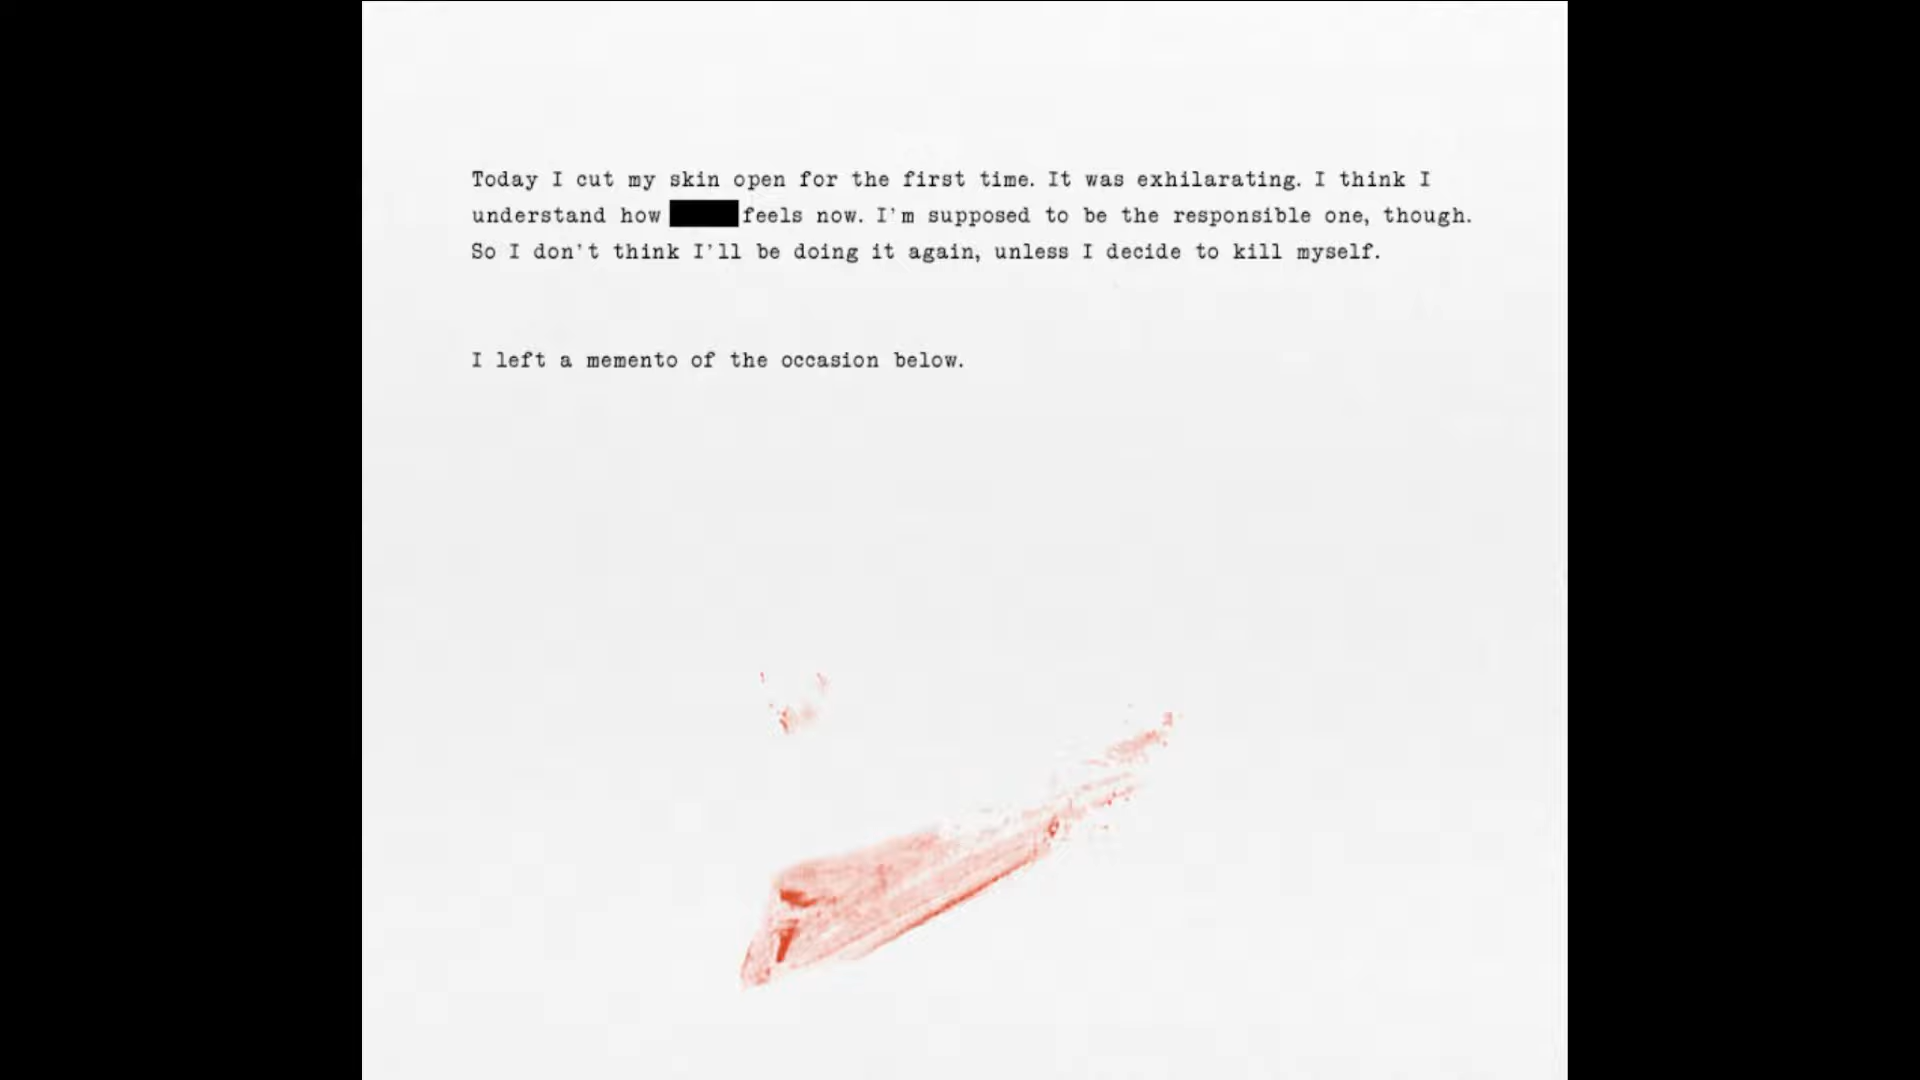 Today I cut my skin open for the first time. It was exhilarating. I think I
understand how feels now. I'm supposed to be the responsible one, though.
So I don't think I'll be doing it again, unless I decide to kill myself.
I left a memento of the occasion below.